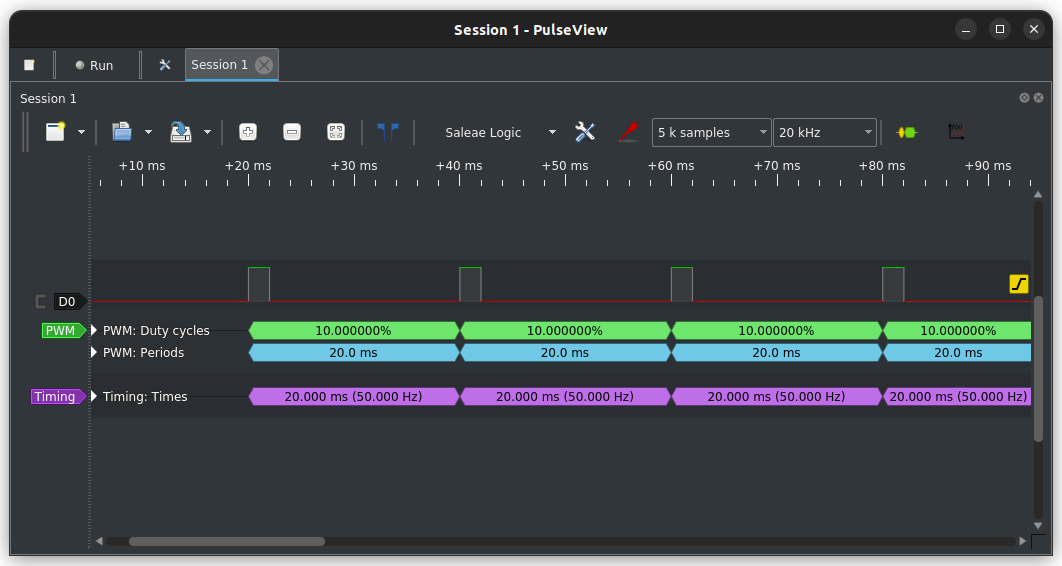 Session 1 - PulseView
Run
Session 1
Session 1
Saleae Logic
5 k samples
20 kHz
f(x)
+10 ms +20 ms +30 ms +40 ms +50 ms +60 ms +70 ms +80 ms +90 ms
D0
PWM PWM: Duty cycles 10.000000% 10.000000% 10.000000% 10.000000%
PWM: Periods 20.0 ms 20.0 ms 20.0 ms 20.0 ms
Timing Timing: Times 20.000 ms (50.000 Hz) 20.000 ms (50.000 Hz) 20.000 ms (50.000 Hz) 20.000 ms (50.000 Hz)